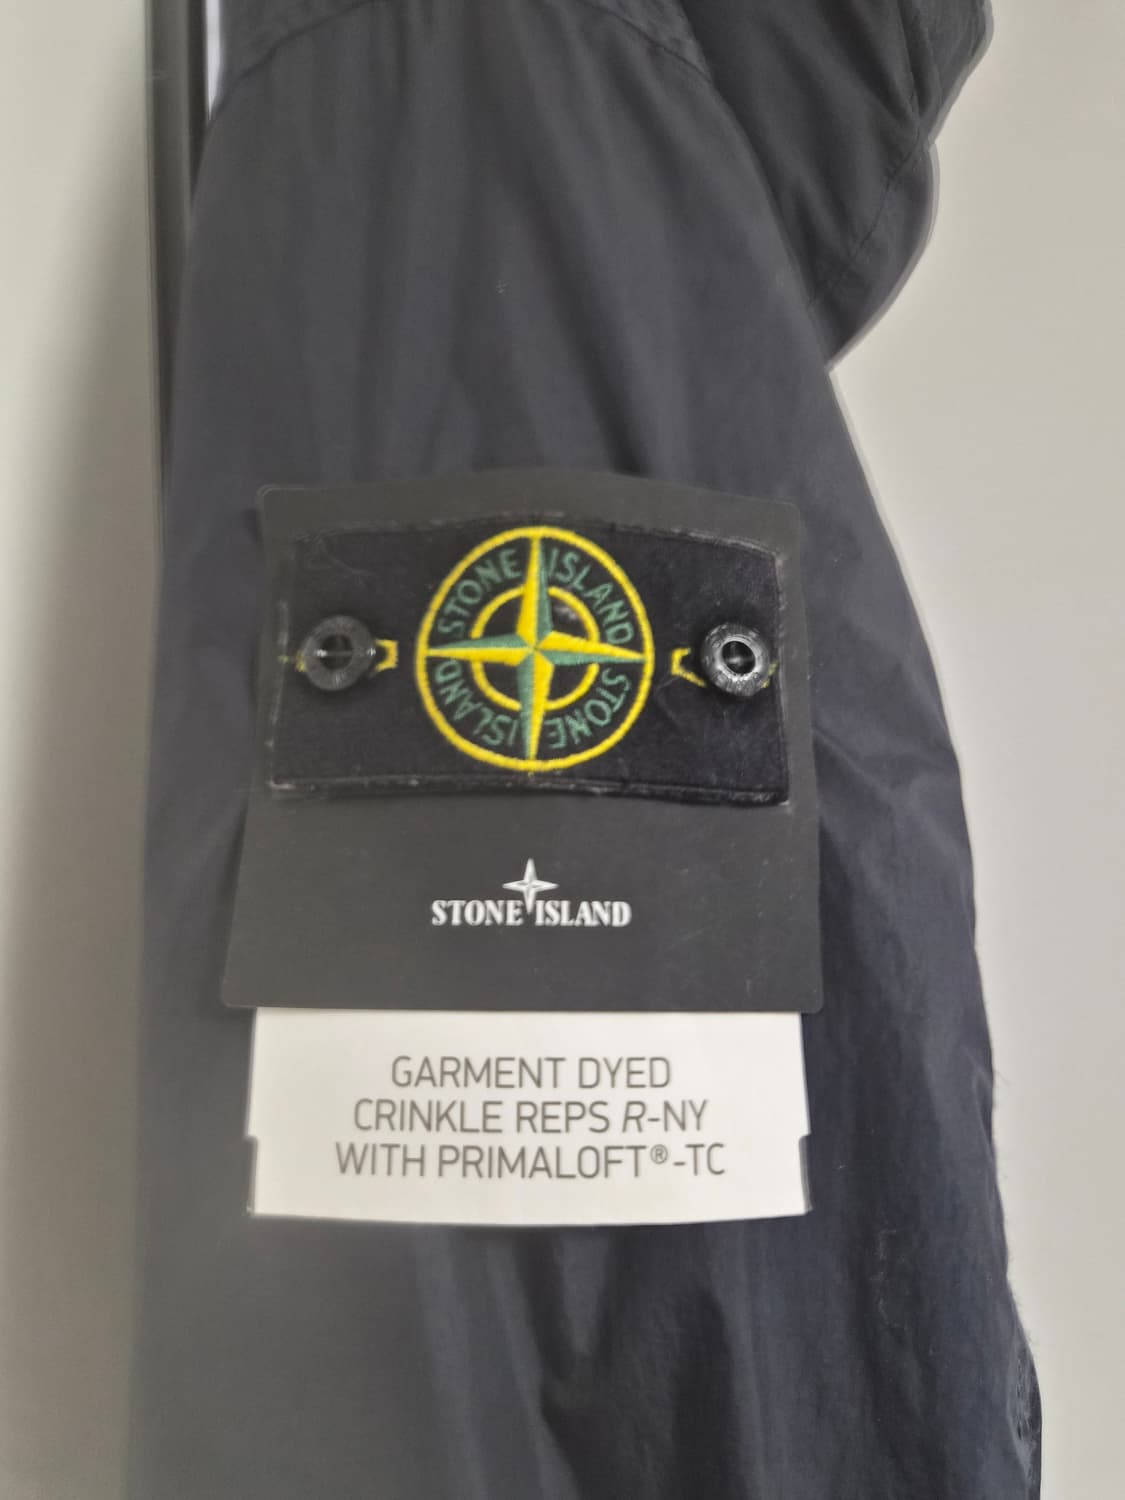 STONE ISLAND
STONE ISLAND
STONE ISLAND
GARMENT DYED
CRINKLE REPS R-NY
WITH PRIMALOFT®-TC